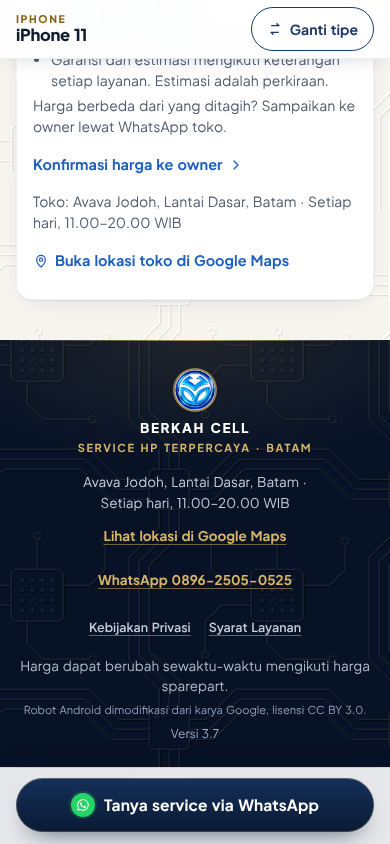 IPHONE
iPhone 11
Ganti tipe
Garansi dan estimasi mengikuti keterangan
setiap layanan. Estimasi adalah perkiraan.
Harga berbeda dari yang ditagih? Sampaikan ke
owner lewat WhatsApp toko.
Konfirmasi harga ke owner
Toko: Avava Jodoh, Lantai Dasar, Batam · Setiap
hari, 11.00–20.00 WIB
Buka lokasi toko di Google Maps
BERKAH CELL
SERVICE HP TERPERCAYA · BATAM
Avava Jodoh, Lantai Dasar, Batam ·
Setiap hari, 11.00–20.00 WIB
Lihat lokasi di Google Maps
WhatsApp 0896-2505-0525
Kebijakan Privasi Syarat Layanan
Harga dapat berubah sewaktu-waktu mengikuti harga
sparepart.
Robot Android dimodifikasi dari karya Google, lisensi CC BY 3.0.
Versi 3.7
Tanya service via WhatsApp